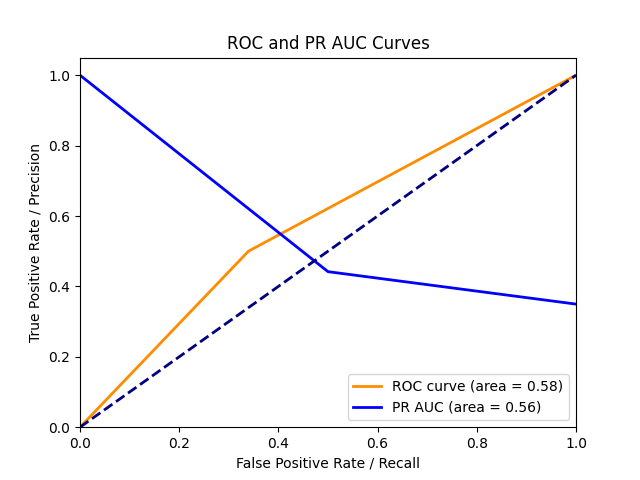 ROC and PR AUC Curves
True Positive Rate / Precision
1.0
0.8
0.6
0.4
0.2
0.0
ROC curve (area = 0.58)
PR AUC (area = 0.56)
0.0 0.2 0.4 0.6 0.8 1.0
False Positive Rate / Recall